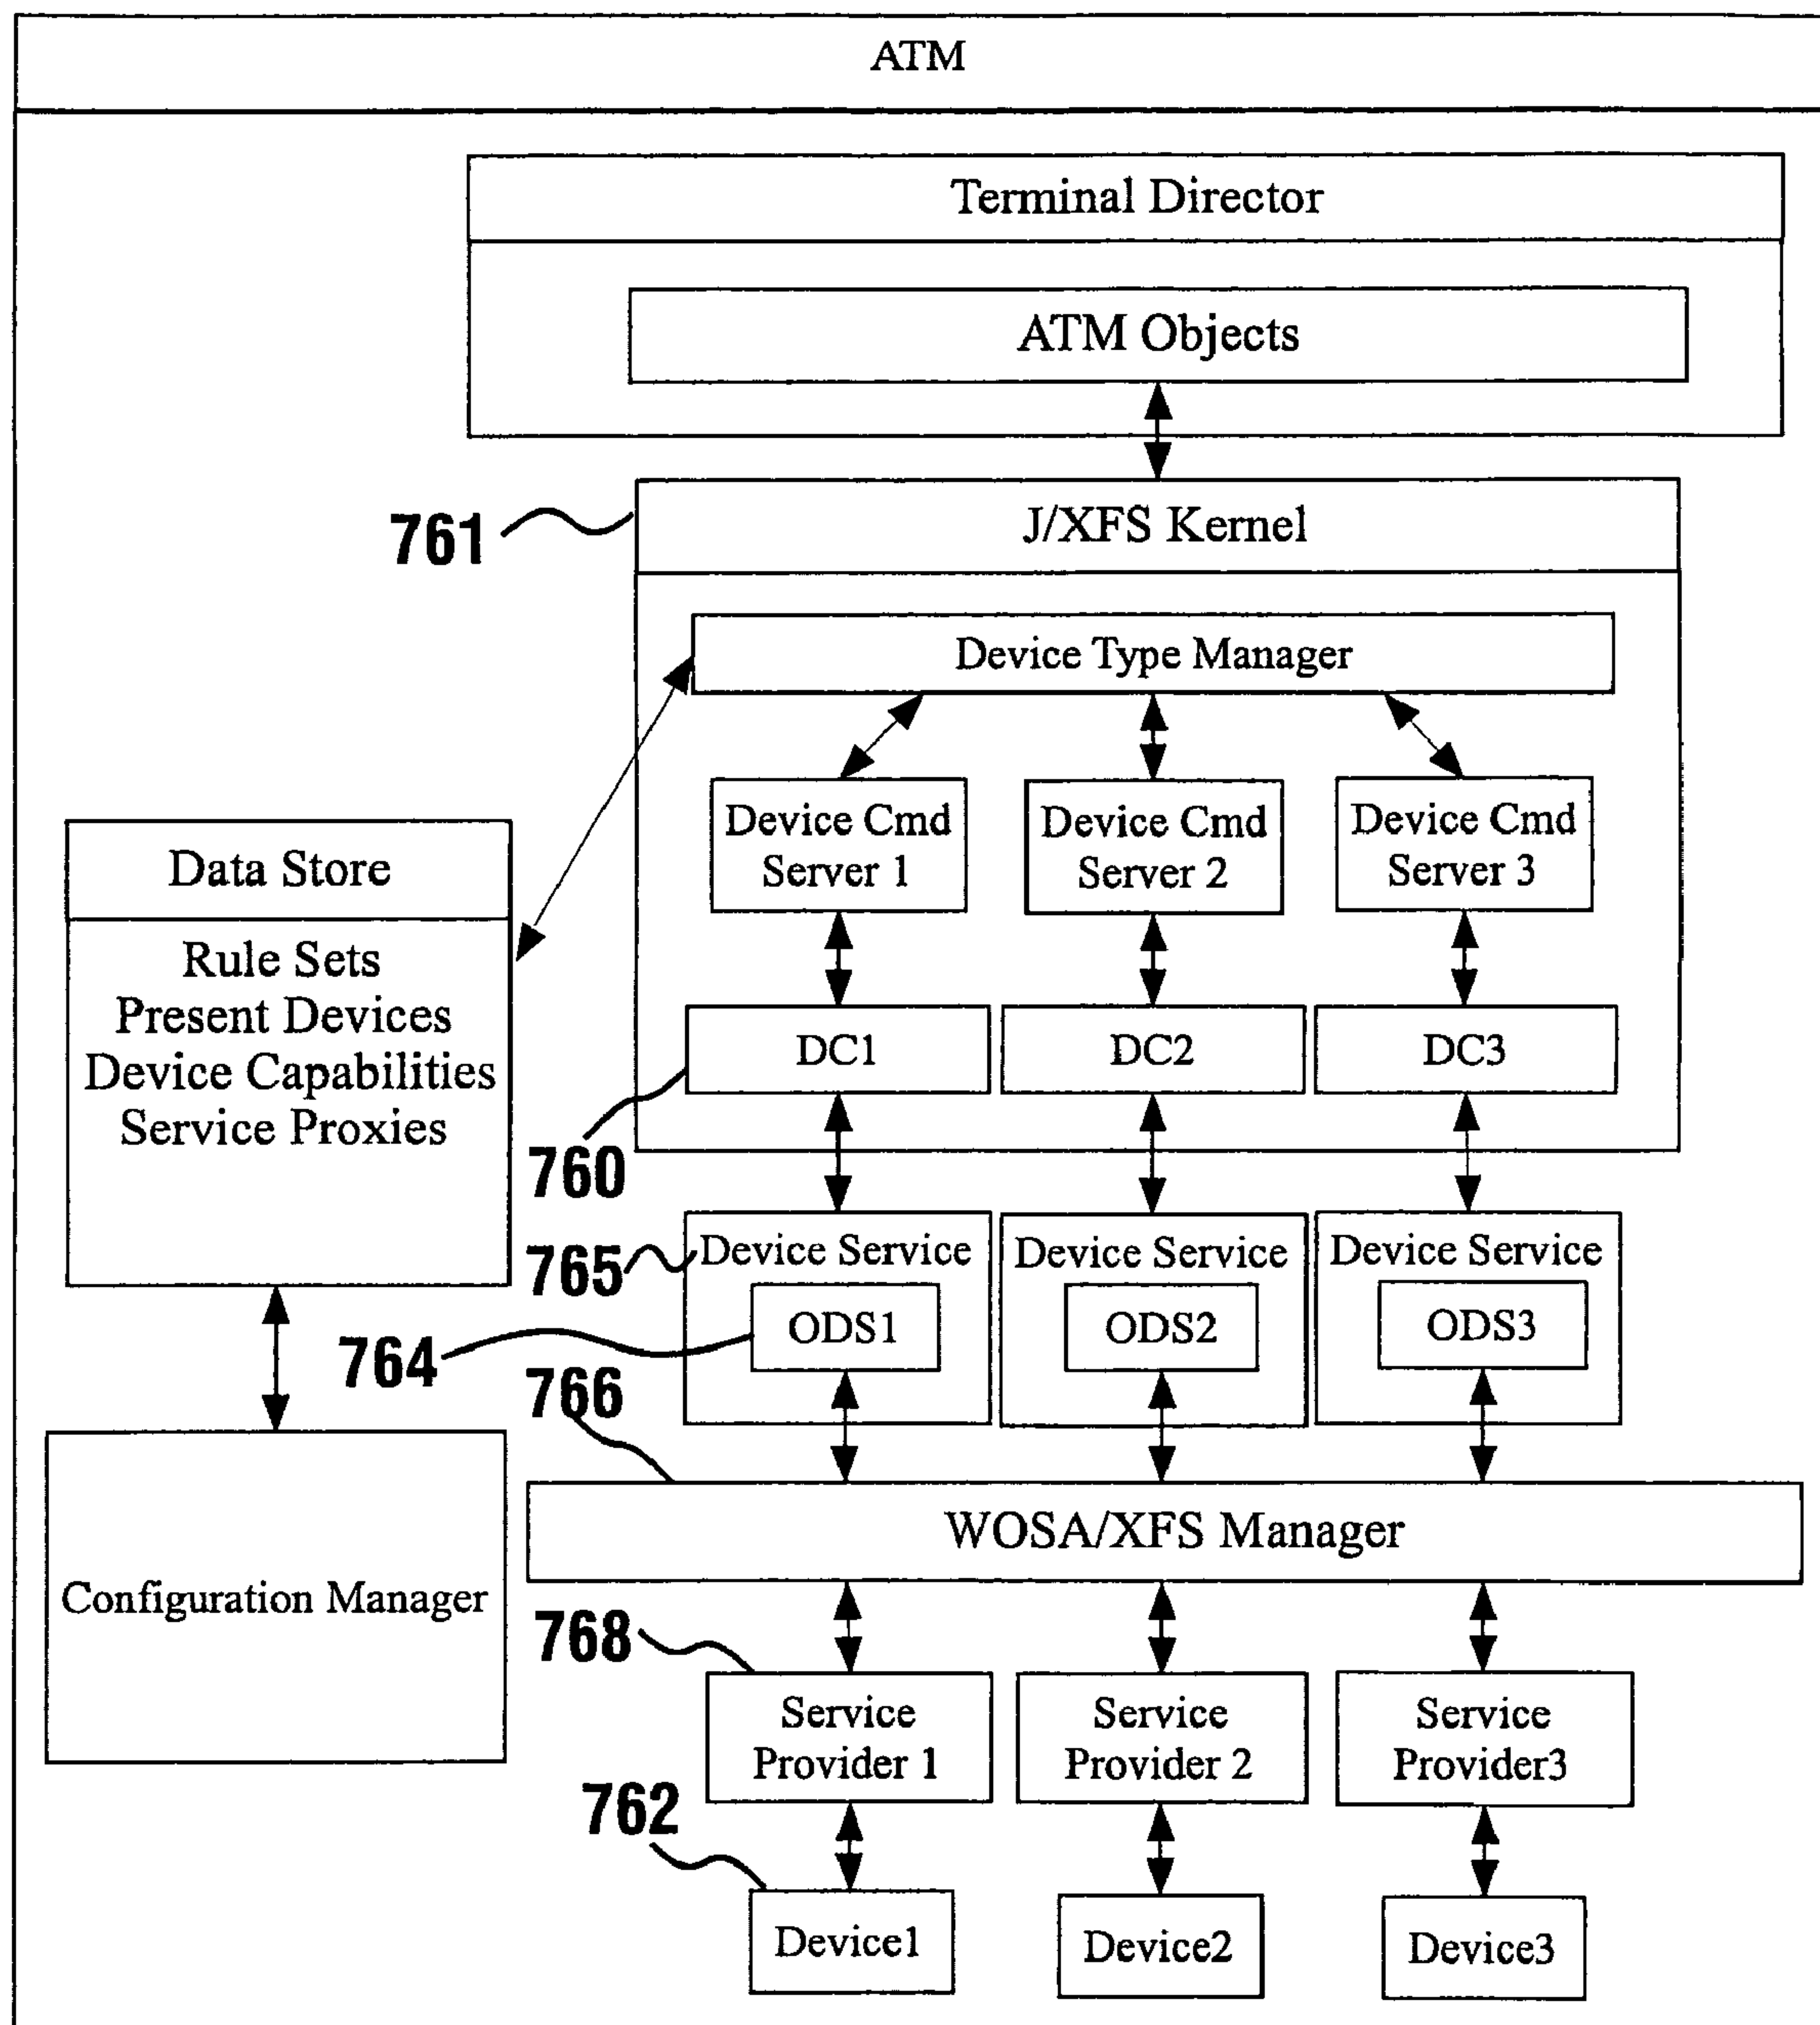 ATM
Terminal Director
ATM Objects
761
J/XFS Kernel
Device Type Manager
Device Cmd
Server 1
Device Cmd
Server 2
Device Cmd
Server 3
Data Store
Rule Sets
Present Devices
Device Capabilities
Service Proxies
DC1
DC2
DC3
760
765
Device Service
ODS1
Device Service
ODS2
Device Service
ODS3
764
766
WOSA/XFS Manager
Configuration Manager
768
Service
Provider 1
Service
Provider 2
Service
Provider3
762
Device1
Device2
Device3